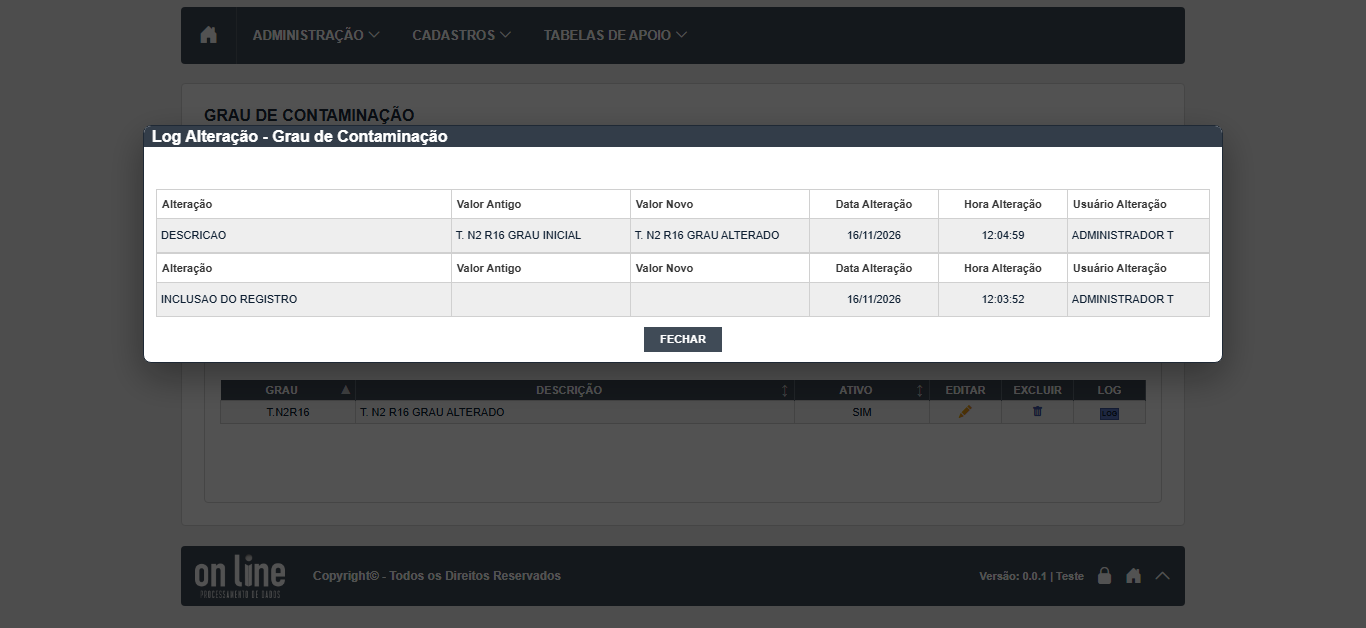 ADMINISTRAÇÃO CADASTROS TABELAS DE APOIO
GRAU DE CONTAMINAÇÃO
Log Alteração - Grau de Contaminação
Alteração Valor Antigo Valor Novo Data Alteração Hora Alteração Usuário Alteração
DESCRICAO T. N2 R16 GRAU INICIAL T. N2 R16 GRAU ALTERADO 16/11/2026 12:04:59 ADMINISTRADOR T
Alteração Valor Antigo Valor Novo Data Alteração Hora Alteração Usuário Alteração
INCLUSAO DO REGISTRO 16/11/2026 12:03:52 ADMINISTRADOR T
FECHAR
GRAU DESCRIÇÃO ATIVO EDITAR EXCLUIR LOG
T.N2R16 T. N2 R16 GRAU ALTERADO SIM LOG
on line
PROCESSAMENTO DE DADOS
Copyright© - Todos os Direitos Reservados
Versão: 0.0.1 | Teste